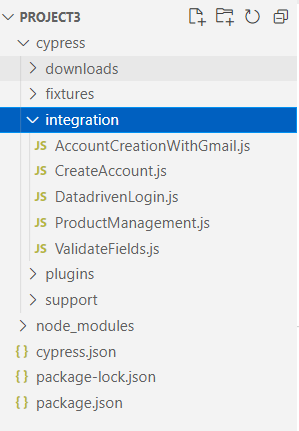 PROJECT3
cypress
downloads
fixtures
integration
JS AccountCreationWithGmail.js
JS CreateAccount.js
JS DatadrivenLogin.js
JS ProductManagement.js
JS ValidateFields.js
plugins
support
node_modules
{ } cypress.json
{ } package-lock.json
{ } package.json